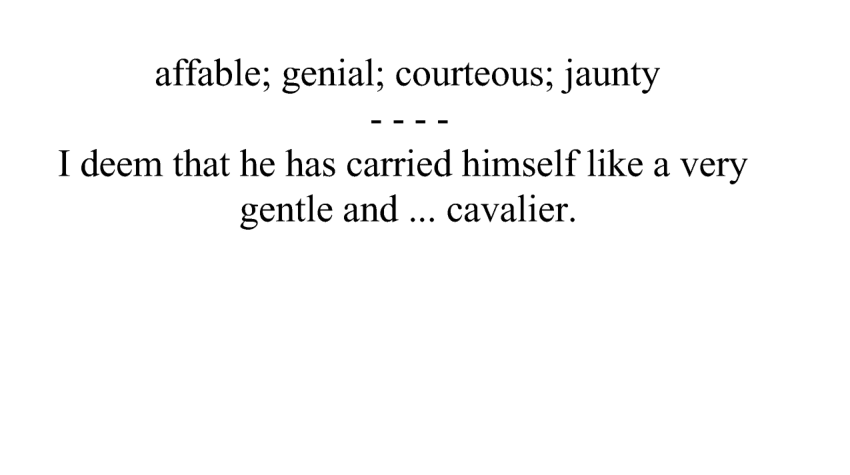 affable; genial; courteous; jaunty
- - - -
I deem that he has carried himself like a very
gentle and ... cavalier.